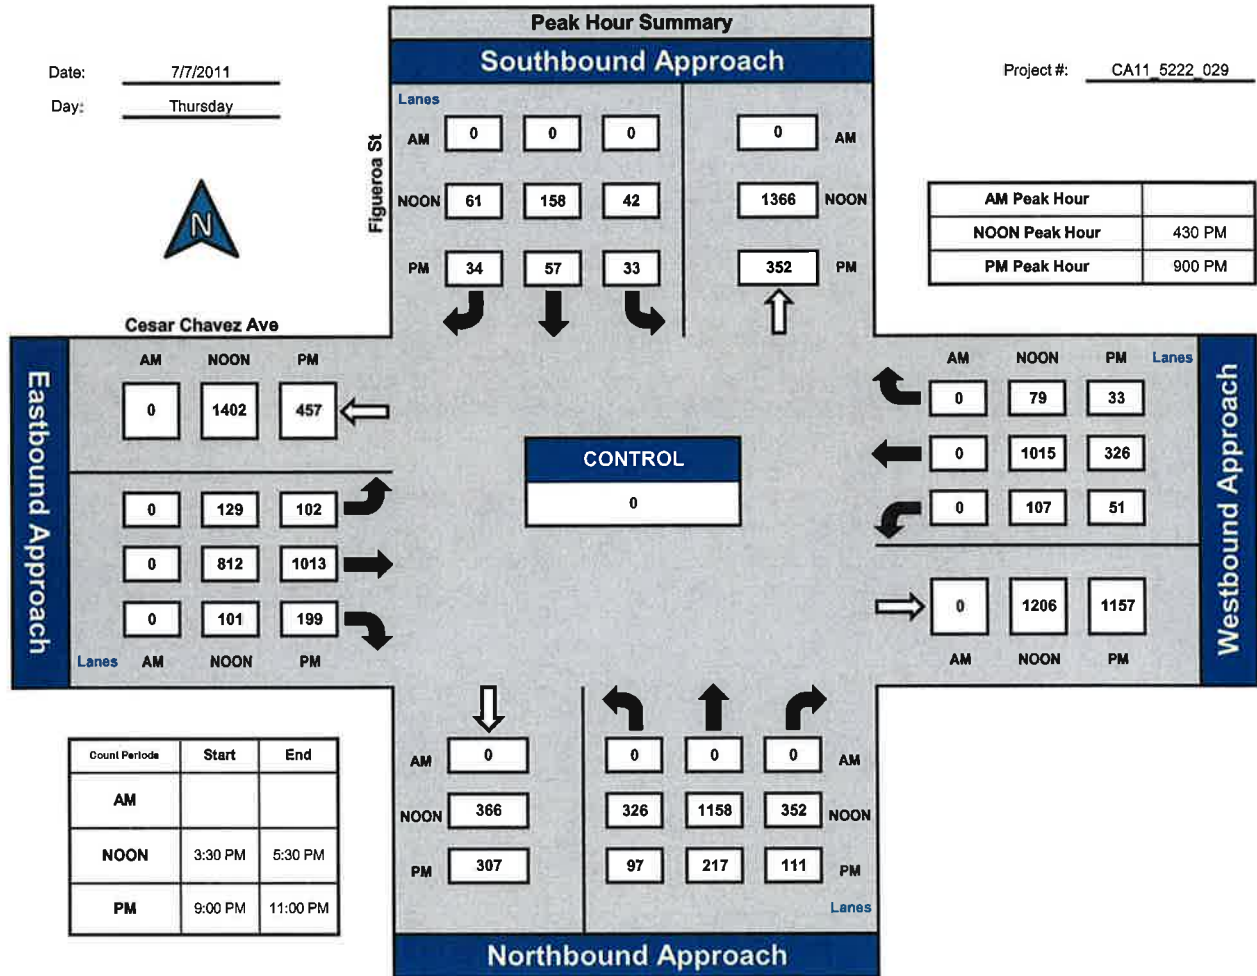 Peak Hour Summary
Southbound Approach
Date: 7/7/2011
Day: Thursday
Project #: CA11_5222_029
N
Figueroa St
Lanes
AM 0 0 0 0 AM
NOON 61 158 42 1366 NOON
PM 34 57 33 352 PM
AM Peak Hour
NOON Peak Hour 430 PM
PM Peak Hour 900 PM
Cesar Chavez Ave
Eastbound Approach
AM NOON PM
0 1402 457
0 129 102
0 812 1013
0 101 199
Lanes AM NOON PM
CONTROL
0
AM NOON PM Lanes
0 79 33
0 1015 326
0 107 51
0 1206 1157
AM NOON PM
Westbound Approach
Count Periods Start End
AM
NOON 3:30 PM 5:30 PM
PM 9:00 PM 11:00 PM
AM 0 0 0 0 AM
NOON 366 326 1158 352 NOON
PM 307 97 217 111 PM
Lanes
Northbound Approach